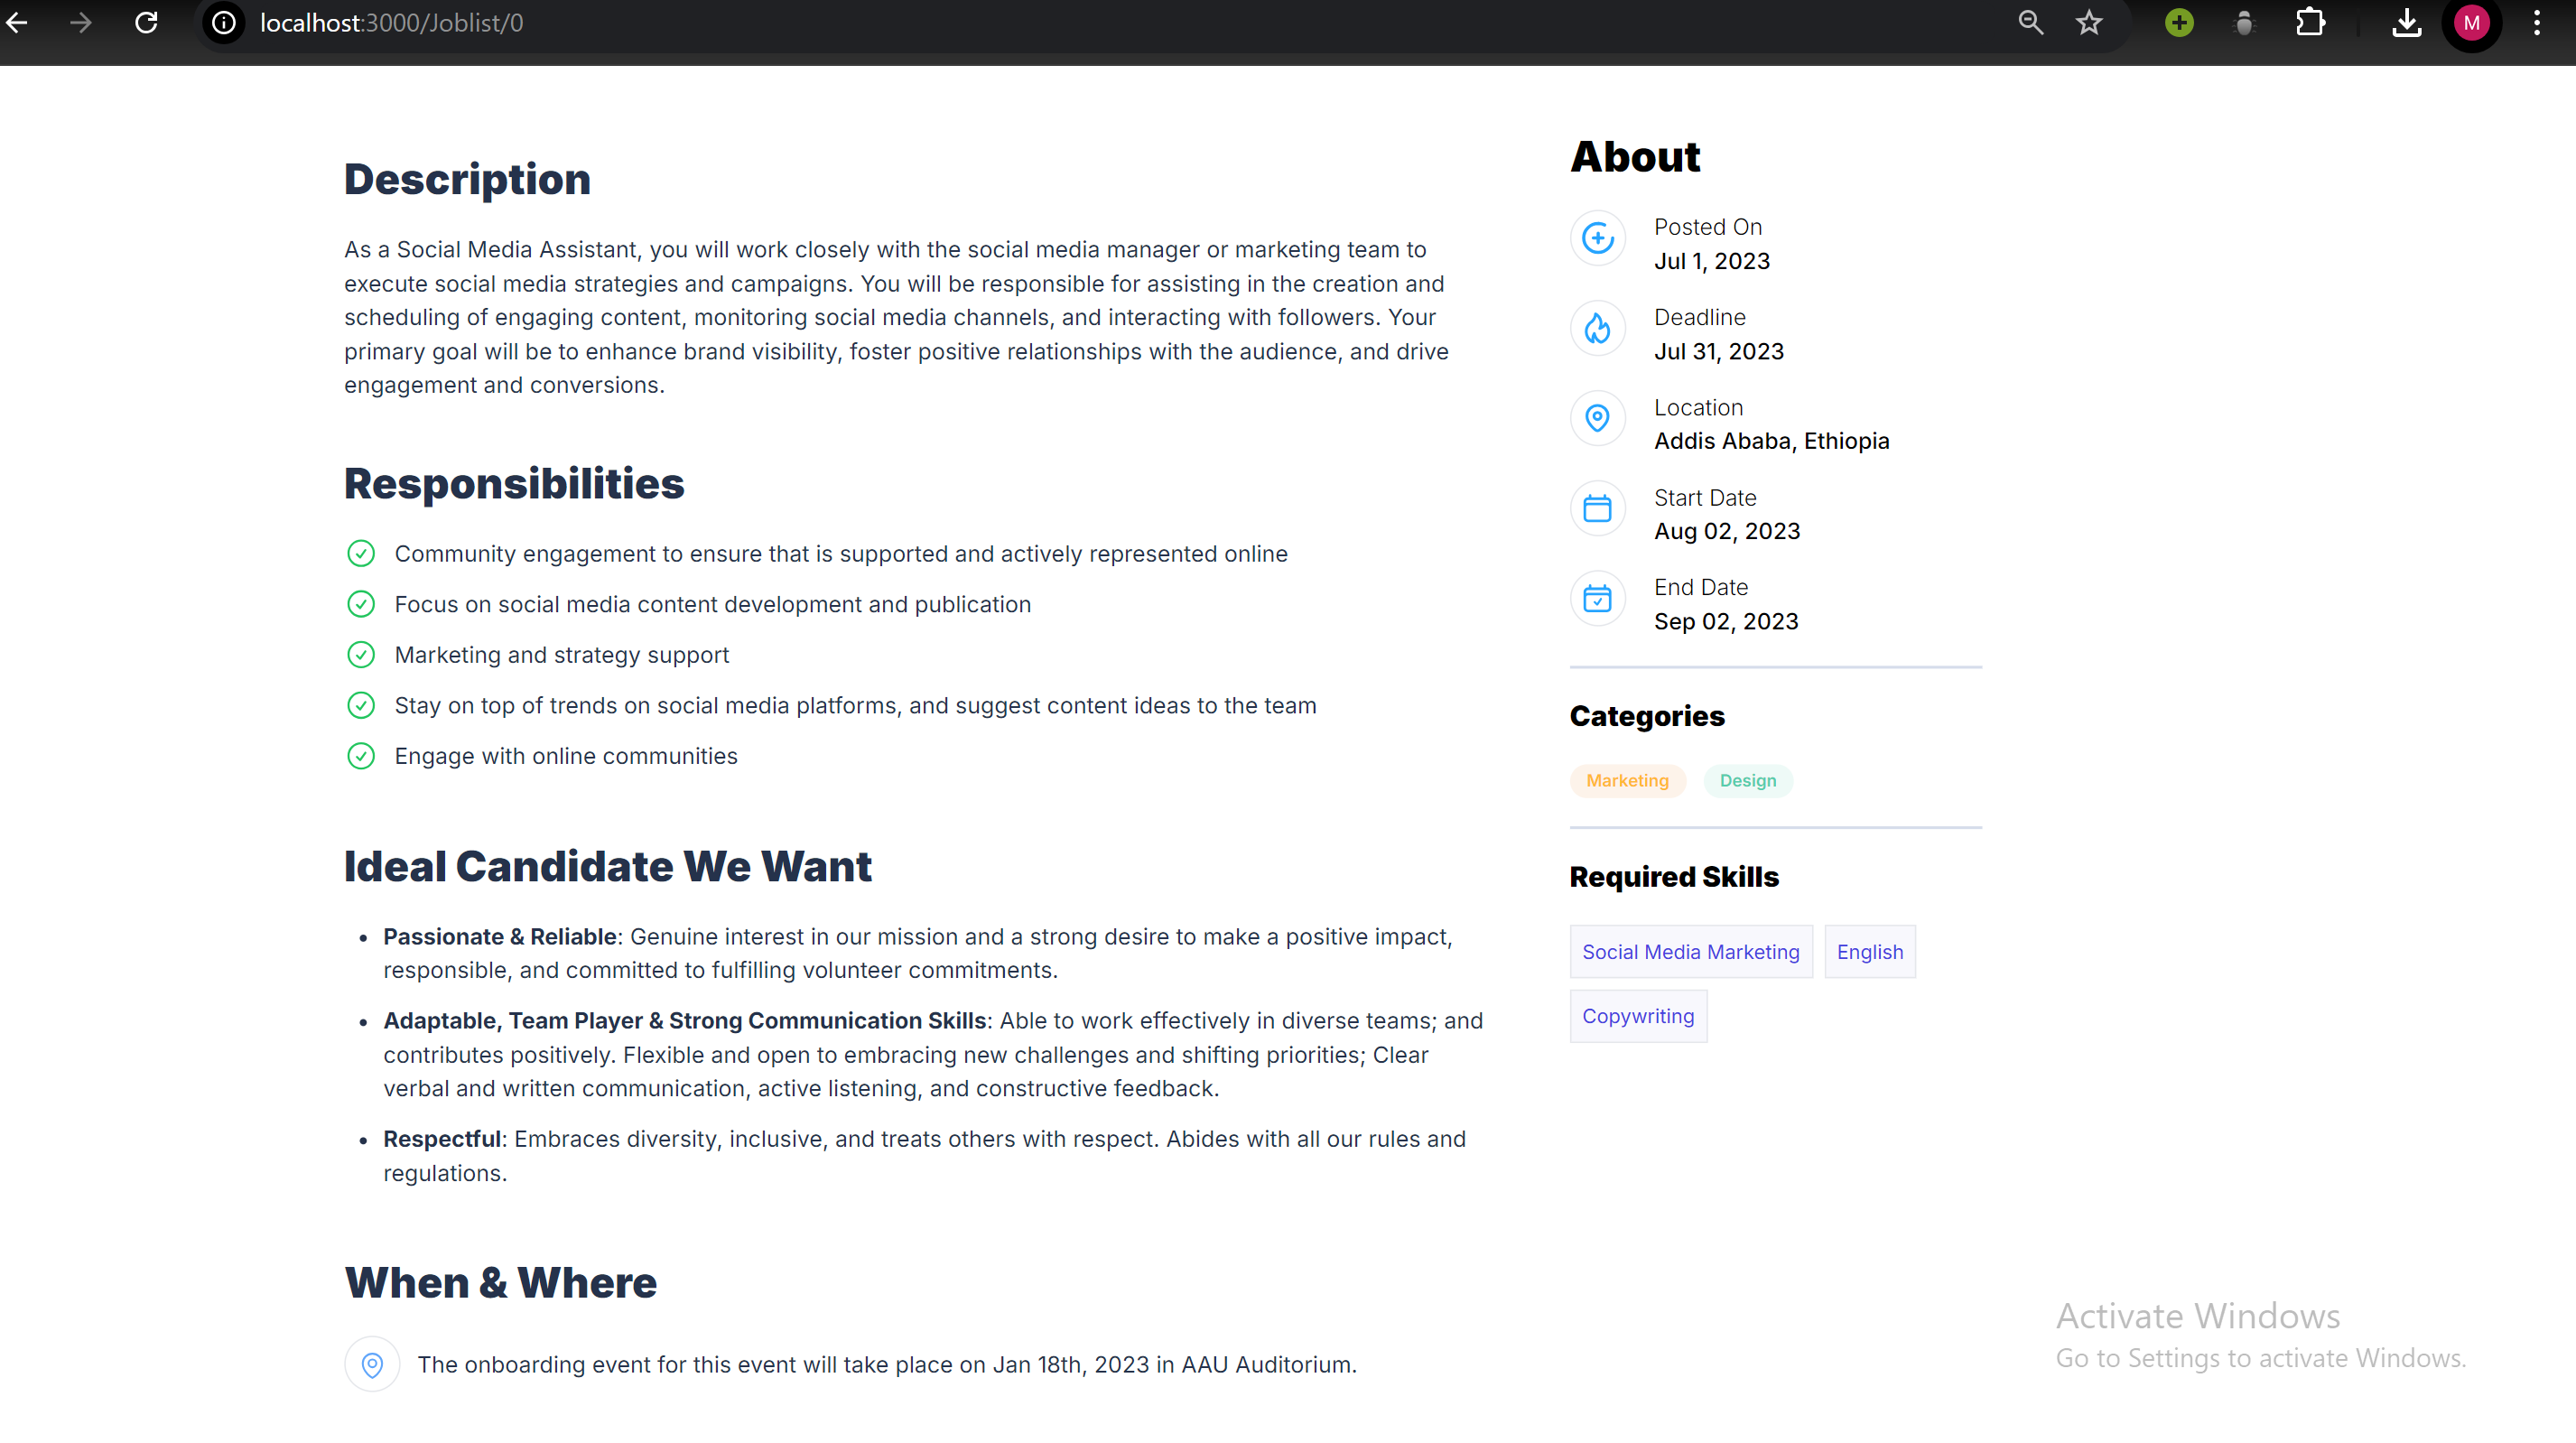 localhost:3000/Joblist/0
M
Description
As a Social Media Assistant, you will work closely with the social media manager or marketing team to
execute social media strategies and campaigns. You will be responsible for assisting in the creation and
scheduling of engaging content, monitoring social media channels, and interacting with followers. Your
primary goal will be to enhance brand visibility, foster positive relationships with the audience, and drive
engagement and conversions.
Responsibilities
Community engagement to ensure that is supported and actively represented online
Focus on social media content development and publication
Marketing and strategy support
Stay on top of trends on social media platforms, and suggest content ideas to the team
Engage with online communities
Ideal Candidate We Want
• Passionate & Reliable: Genuine interest in our mission and a strong desire to make a positive impact,
responsible, and committed to fulfilling volunteer commitments.
• Adaptable, Team Player & Strong Communication Skills: Able to work effectively in diverse teams; and
contributes positively. Flexible and open to embracing new challenges and shifting priorities; Clear
verbal and written communication, active listening, and constructive feedback.
• Respectful: Embraces diversity, inclusive, and treats others with respect. Abides with all our rules and
regulations.
When & Where
The onboarding event for this event will take place on Jan 18th, 2023 in AAU Auditorium.
About
Posted On
Jul 1, 2023
Deadline
Jul 31, 2023
Location
Addis Ababa, Ethiopia
Start Date
Aug 02, 2023
End Date
Sep 02, 2023
Categories
Marketing Design
Required Skills
Social Media Marketing English
Copywriting
Activate Windows
Go to Settings to activate Windows.